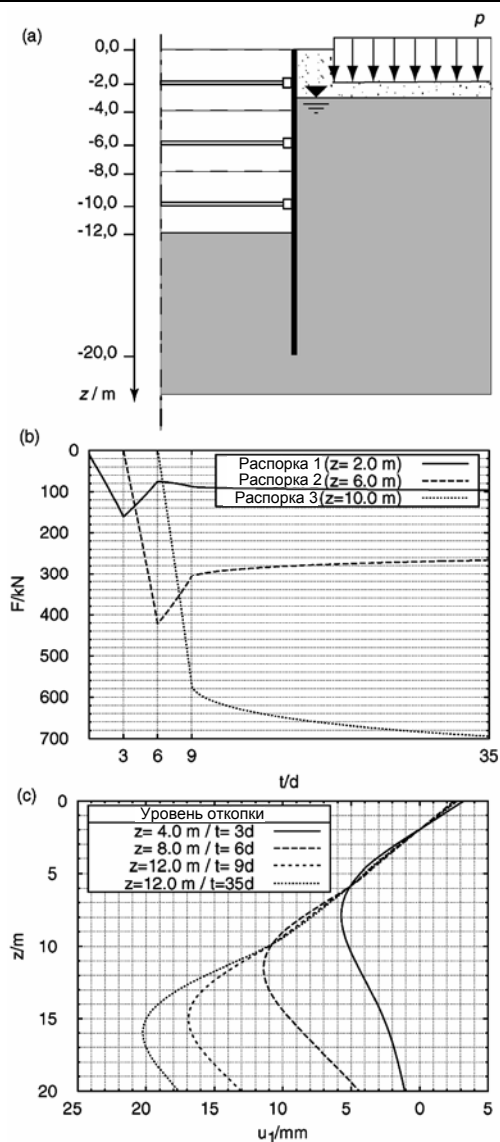 (a)
p
0,0
-2,0
-4,0
-6,0
-8,0
-10,0
-12,0
-20,0
z / m
(b)
0
100
200
300
400
500
600
700
F/kN
Распорка 1 (z= 2.0 m)
Распорка 2 (z= 6.0 m)
Распорка 3 (z=10.0 m)
3 6 9 35
t/d
(c)
0
5
10
15
20
z/m
Уровень откопки
z= 4.0 m / t= 3d
z= 8.0 m / t= 6d
z=12.0 m / t= 9d
z=12.0 m / t=35d
25 20 15 10 5 0 5
u1/mm